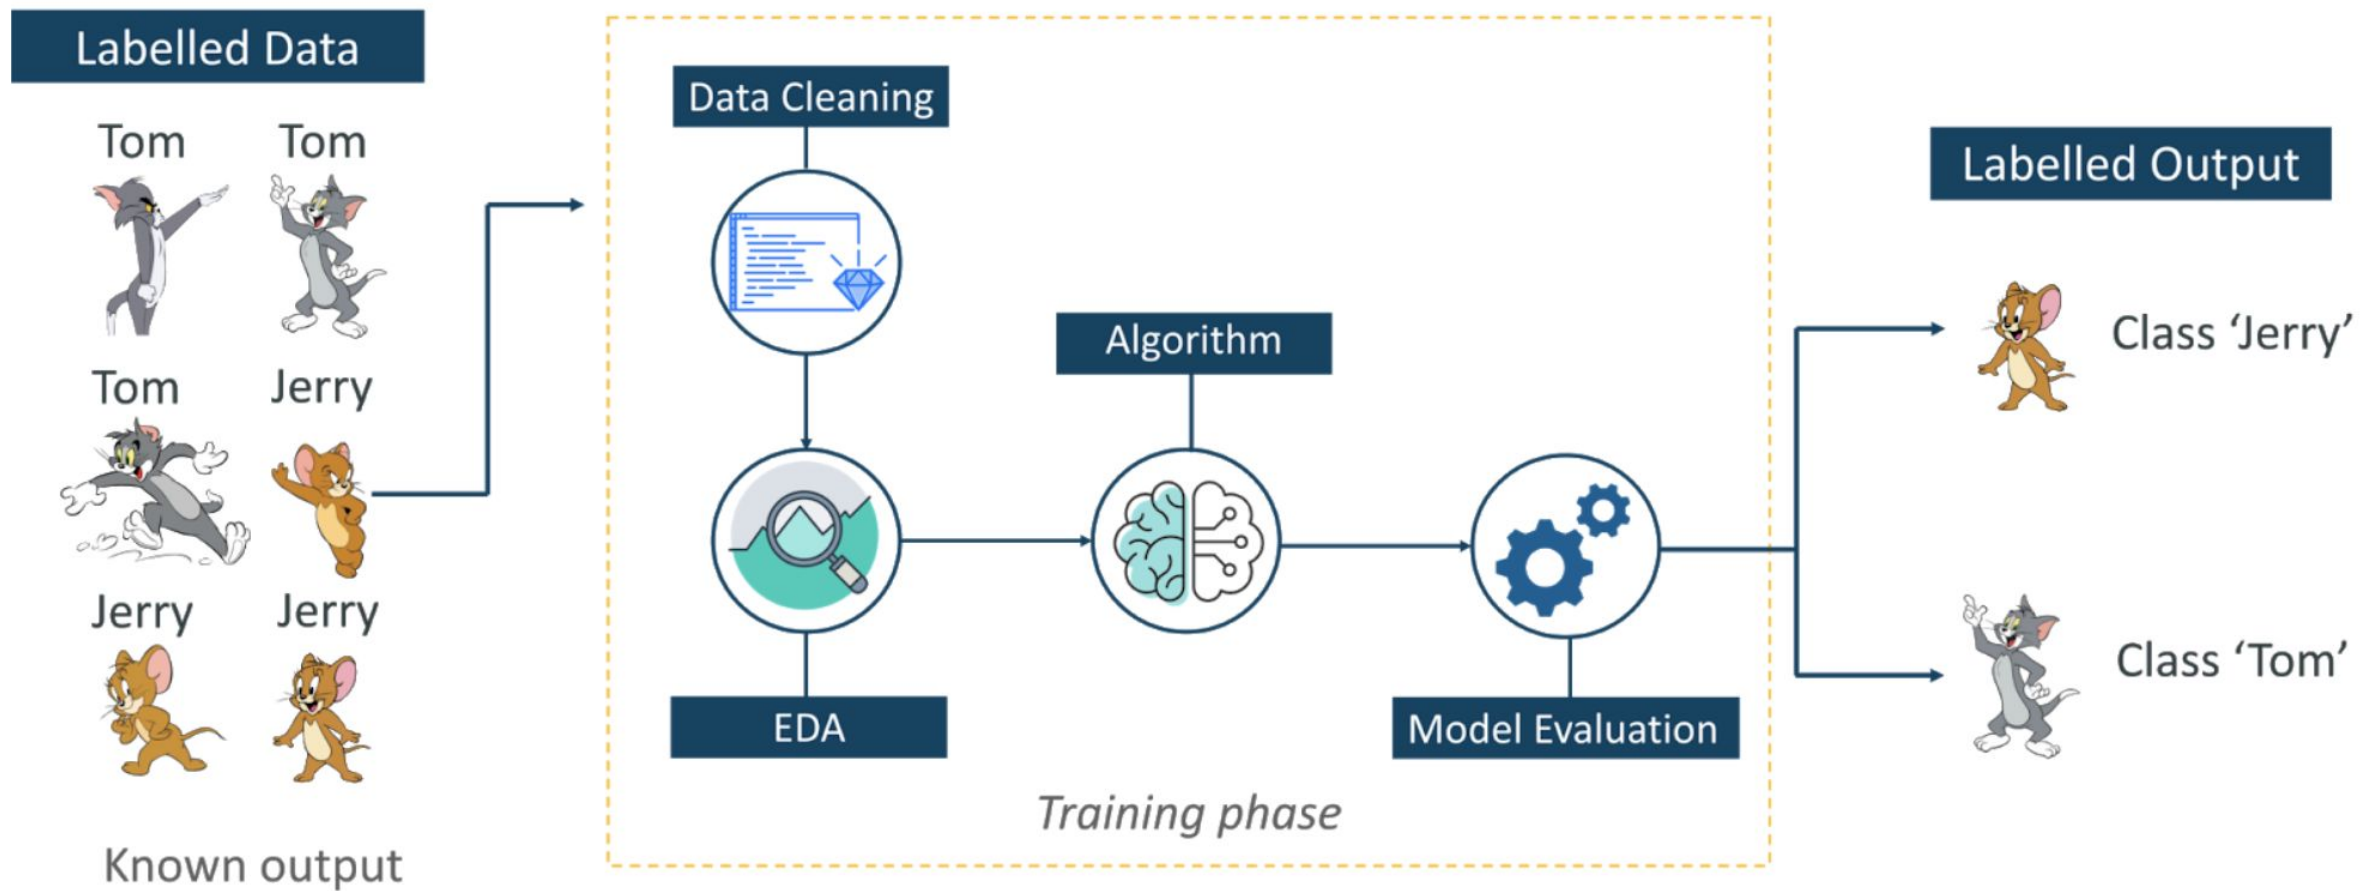 Labelled Data
Tom
Tom
Tom
Jerry
Jerry
Jerry
Known output
Data Cleaning
Algorithm
EDA
Model Evaluation
Training phase
Labelled Output
Class ‘Jerry’
Class ‘Tom’